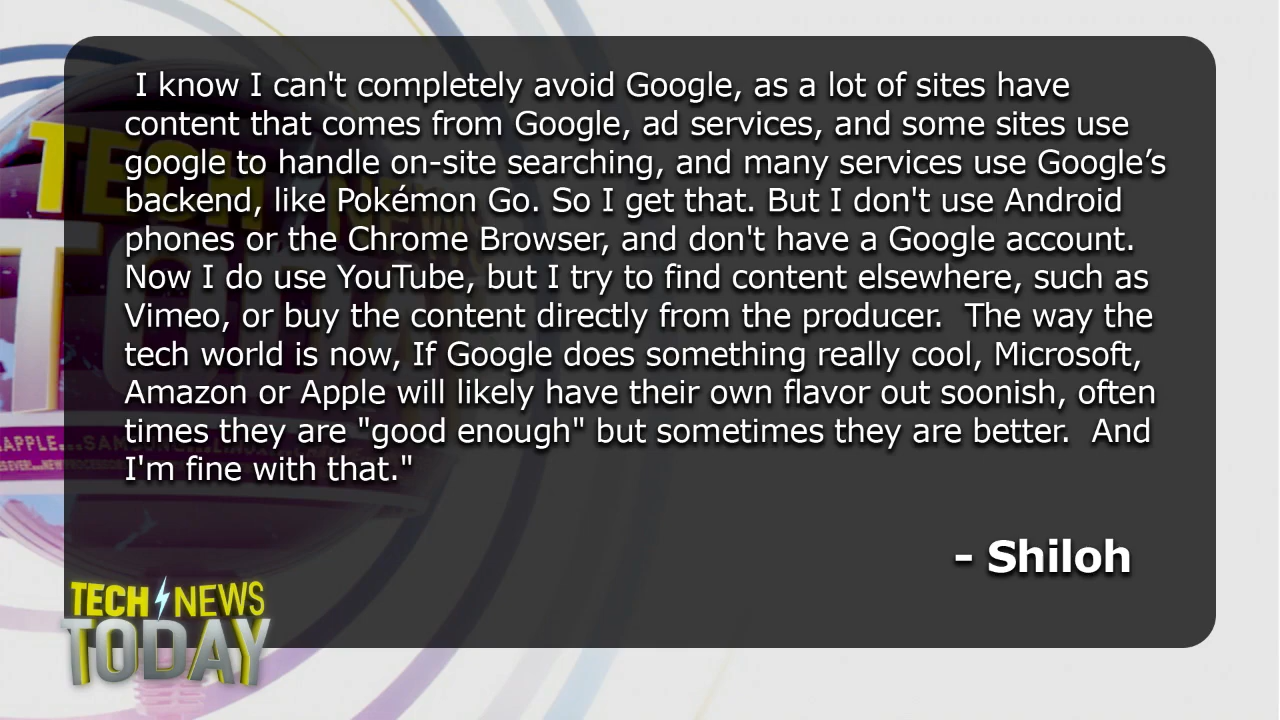 I know I can't completely avoid Google, as a lot of sites have
content that comes from Google, ad services, and some sites use
google to handle on-site searching, and many services use Google’s
backend, like Pokémon Go. So I get that. But I don't use Android
phones or the Chrome Browser, and don't have a Google account.
Now I do use YouTube, but I try to find content elsewhere, such as
Vimeo, or buy the content directly from the producer.  The way the
tech world is now, If Google does something really cool, Microsoft,
Amazon or Apple will likely have their own flavor out soonish, often
times they are "good enough" but sometimes they are better.  And
I'm fine with that."
- Shiloh
TECH NEWS
TODAY